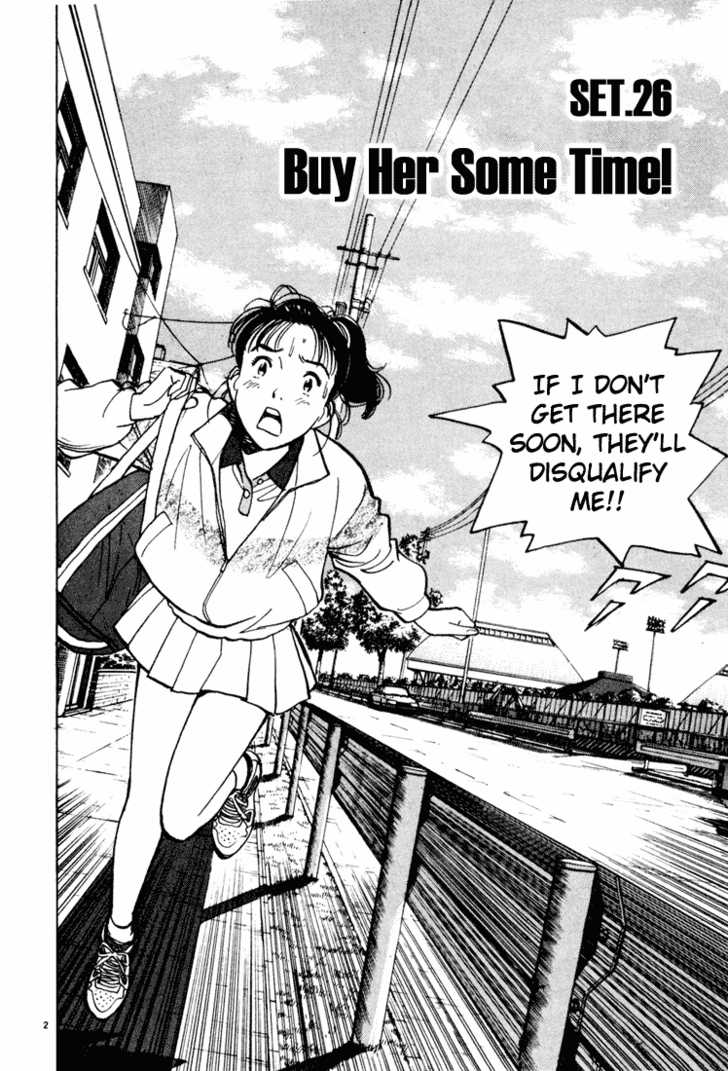 SET.26
Buy Her Some Time!
IF I DON'T
GET THERE
SOON, THEY'LL
DISQUALIFY
ME!!
2